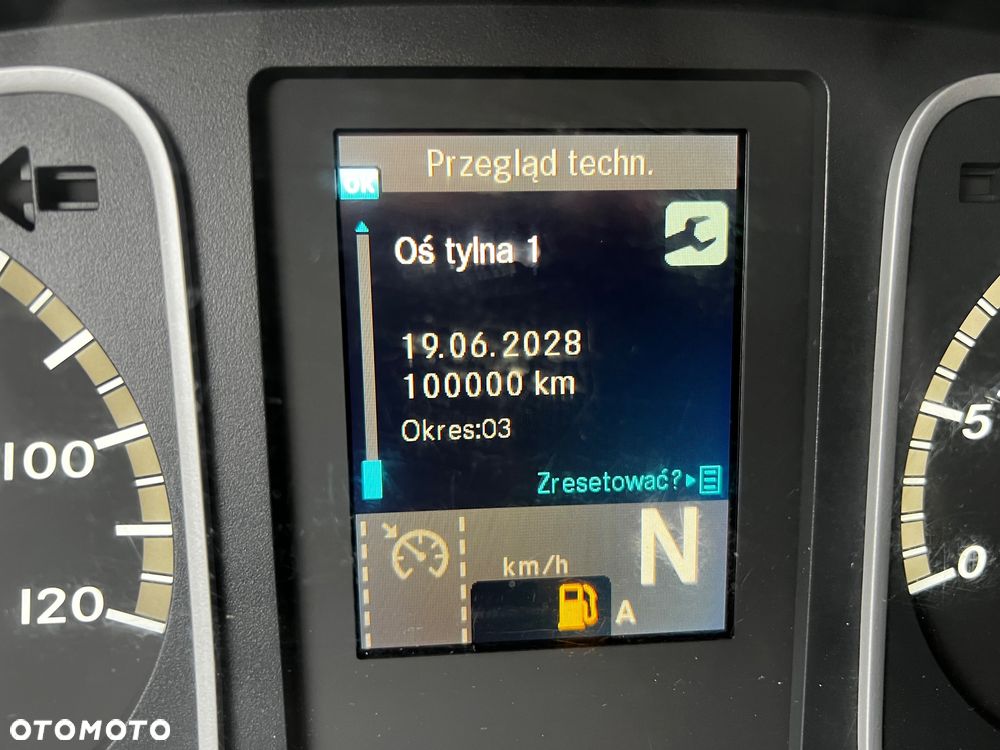 Przegląd techn.
OK
Oś tylna 1
19.06.2028
100000 km
Okres:03
Zresetować?
N
km/h
A
100
120
5
0
OTOMOTO